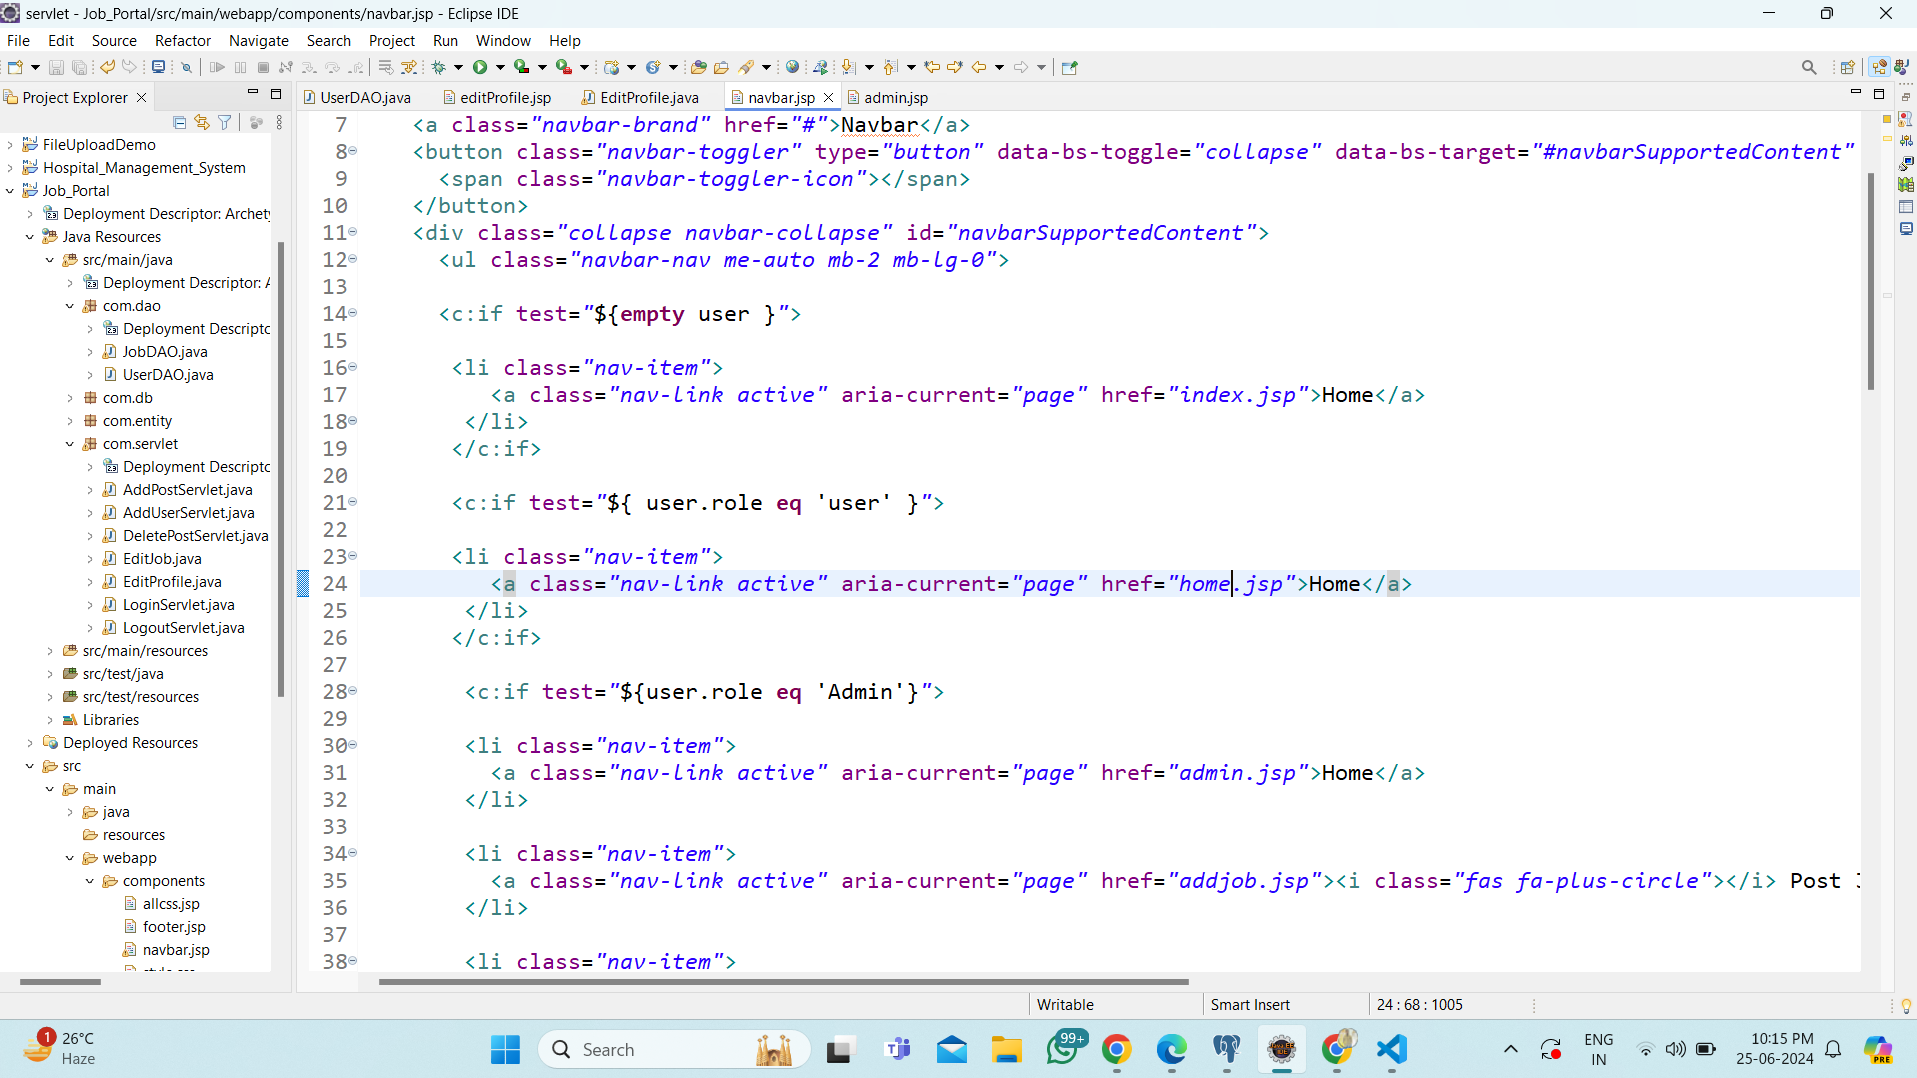 servlet - Job_Portal/src/main/webapp/components/navbar.jsp - Eclipse IDE
File Edit Source Refactor Navigate Search Project Run Window Help
Project Explorer
UserDAO.java editProfile.jsp EditProfile.java navbar.jsp admin.jsp
FileUploadDemo
Hospital_Management_System
Job_Portal
Deployment Descriptor: Archety
Java Resources
src/main/java
Deployment Descriptor: A
com.dao
Deployment Descriptc
JobDAO.java
UserDAO.java
com.db
com.entity
com.servlet
Deployment Descriptc
AddPostServlet.java
AddUserServlet.java
DeletePostServlet.java
EditJob.java
EditProfile.java
LoginServlet.java
LogoutServlet.java
src/main/resources
src/test/java
src/test/resources
Libraries
Deployed Resources
src
main
java
resources
webapp
components
allcss.jsp
footer.jsp
navbar.jsp
7 <a class="navbar-brand" href="#">Navbar</a>
8 <button class="navbar-toggler" type="button" data-bs-toggle="collapse" data-bs-target="#navbarSupportedContent"
9 <span class="navbar-toggler-icon"></span>
10 </button>
11 <div class="collapse navbar-collapse" id="navbarSupportedContent">
12 <ul class="navbar-nav me-auto mb-2 mb-lg-0">
13
14 <c:if test="${empty user }">
15
16 <li class="nav-item">
17 <a class="nav-link active" aria-current="page" href="index.jsp">Home</a>
18 </li>
19 </c:if>
20
21 <c:if test="${ user.role eq 'user' }">
22
23 <li class="nav-item">
24 <a class="nav-link active" aria-current="page" href="home.jsp">Home</a>
25 </li>
26 </c:if>
27
28 <c:if test="${user.role eq 'Admin'}">
29
30 <li class="nav-item">
31 <a class="nav-link active" aria-current="page" href="admin.jsp">Home</a>
32 </li>
33
34 <li class="nav-item">
35 <a class="nav-link active" aria-current="page" href="addjob.jsp"><i class="fas fa-plus-circle"></i> Post
36 </li>
37
38 <li class="nav-item">
Writable Smart Insert 24 : 68 : 1005
1
26°C
Haze
Search
99+
ENG
IN
10:15 PM
25-06-2024
PRE